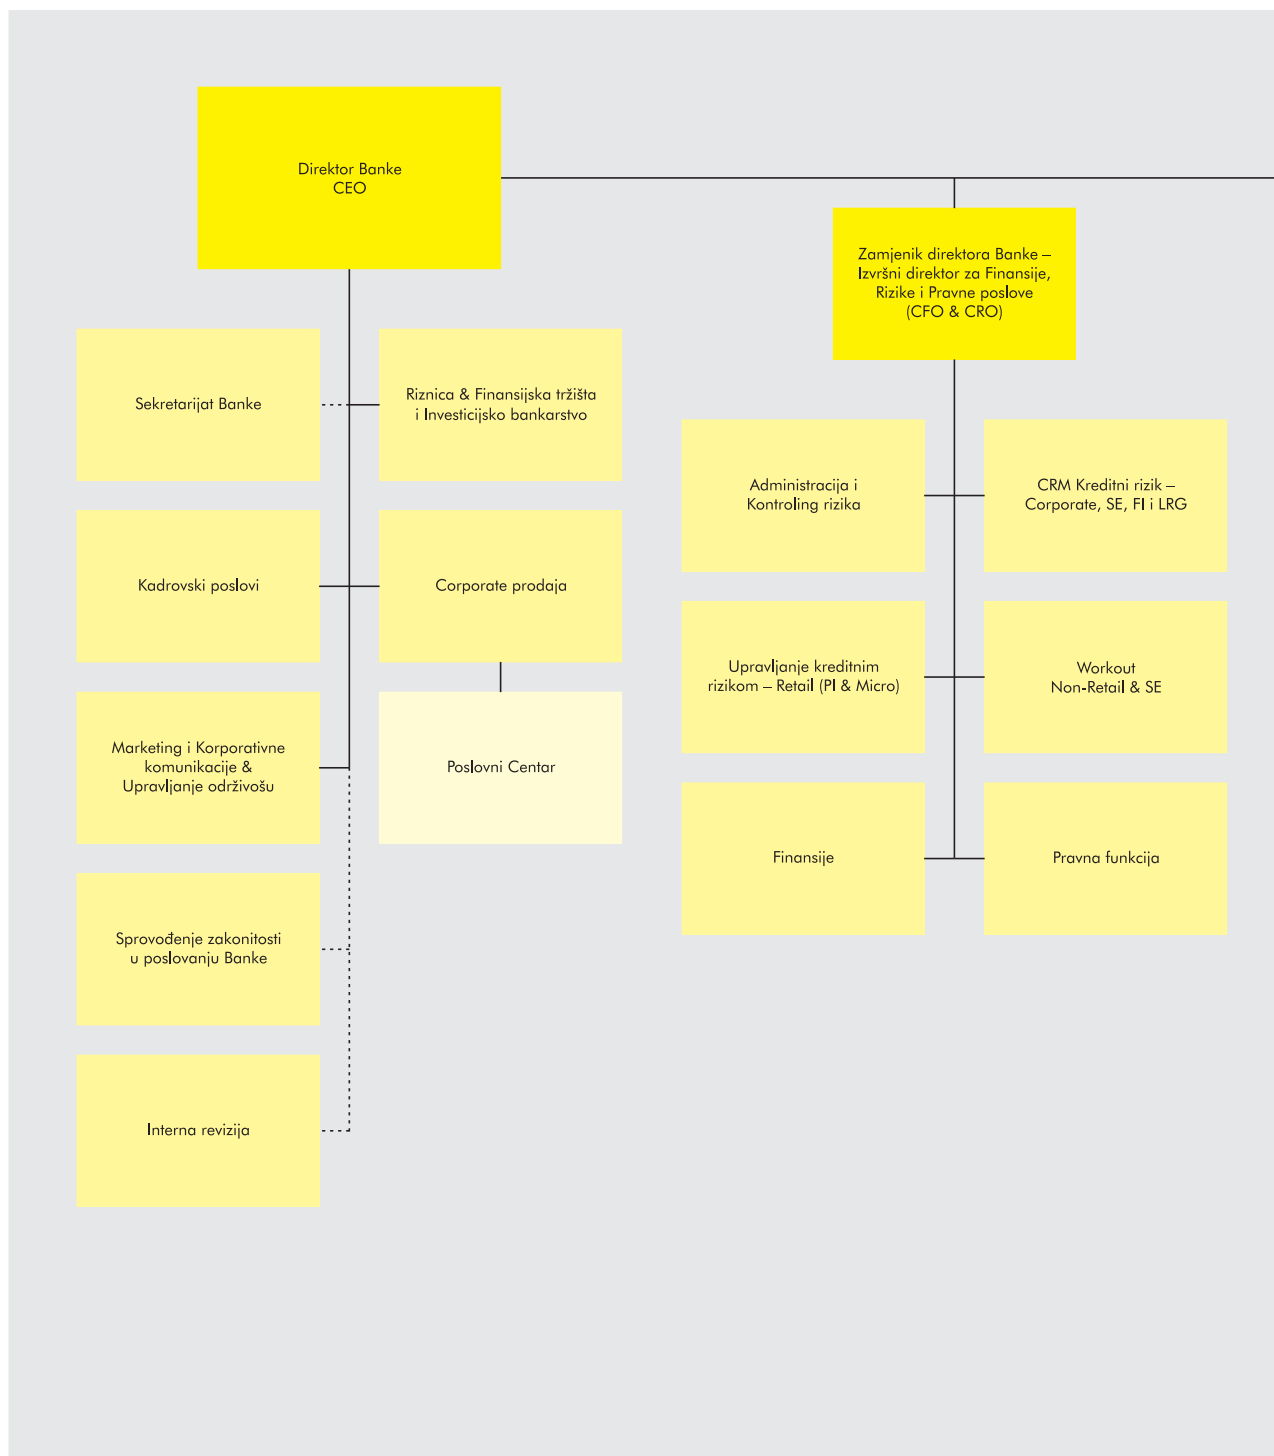 Direktor Banke
CEO
Zamjenik direktora Banke –
Izvršni direktor za Finansije,
Rizike i Pravne poslove
(CFO & CRO)
Sekretarijat Banke
Riznica & Finansijska tržišta
i Investicijsko bankarstvo
Administracija i
Kontroling rizika
CRM Kreditni rizik –
Corporate, SE, FI i LRG
Kadrovski poslovi
Corporate prodaja
Upravljanje kreditnim
rizikom – Retail (PI & Micro)
Workout
Non-Retail & SE
Marketing i Korporativne
komunikacije &
Upravljanje održivošu
Poslovni Centar
Finansije
Pravna funkcija
Sprovođenje zakonitosti
u poslovanju Banke
Interna revizija